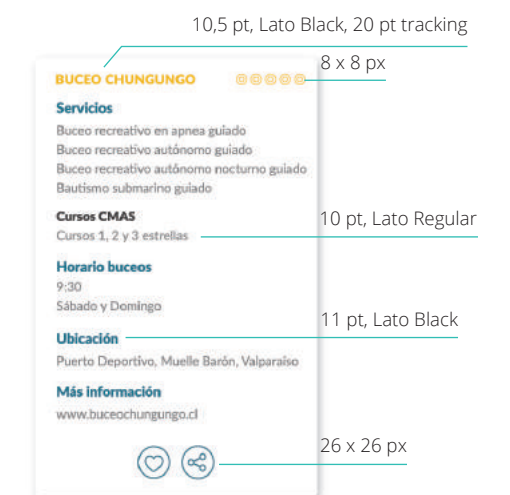 10,5 pt, Lato Black, 20 pt tracking
8 x 8 px
BUCEO CHUNGUNGO
Servicios
Buceo recreativo en apnea guiado
Buceo recreativo autónomo guiado
Buceo recreativo autónomo nocturno guiado
Bautismo submarino guiado
Cursos CMAS
Cursos 1, 2 y 3 estrellas
10 pt, Lato Regular
Horario buceos
9:30
Sábado y Domingo
11 pt, Lato Black
Ubicación
Puerto Deportivo, Muelle Barón, Valparaíso
Más información
www.buceochungungo.cl
26 x 26 px